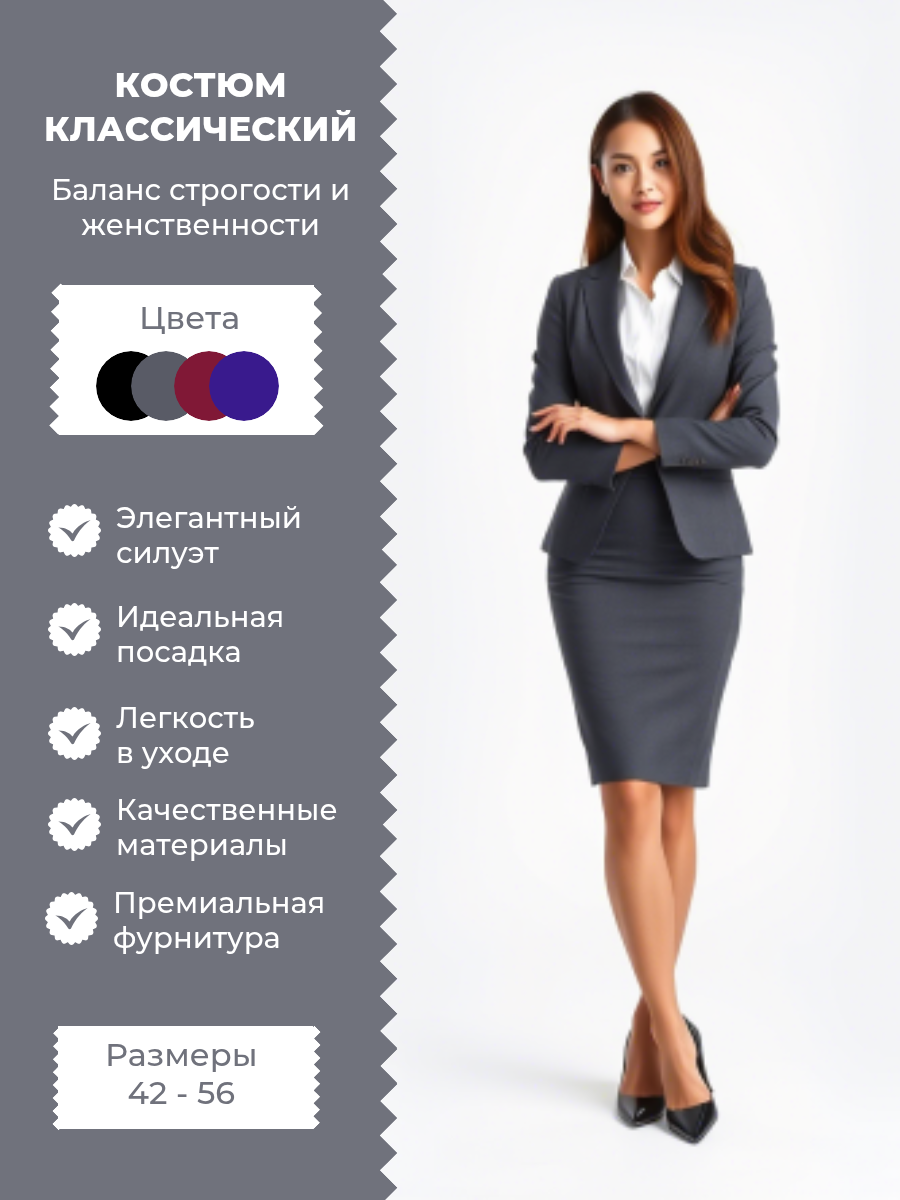 КОСТЮМ
КЛАССИЧЕСКИЙ
Баланс строгости и
женственности
Цвета
Элегантный
силуэт
Идеальная
посадка
Легкость
в уходе
Качественные
материалы
Премиальная
фурнитура
Размеры
42 - 56